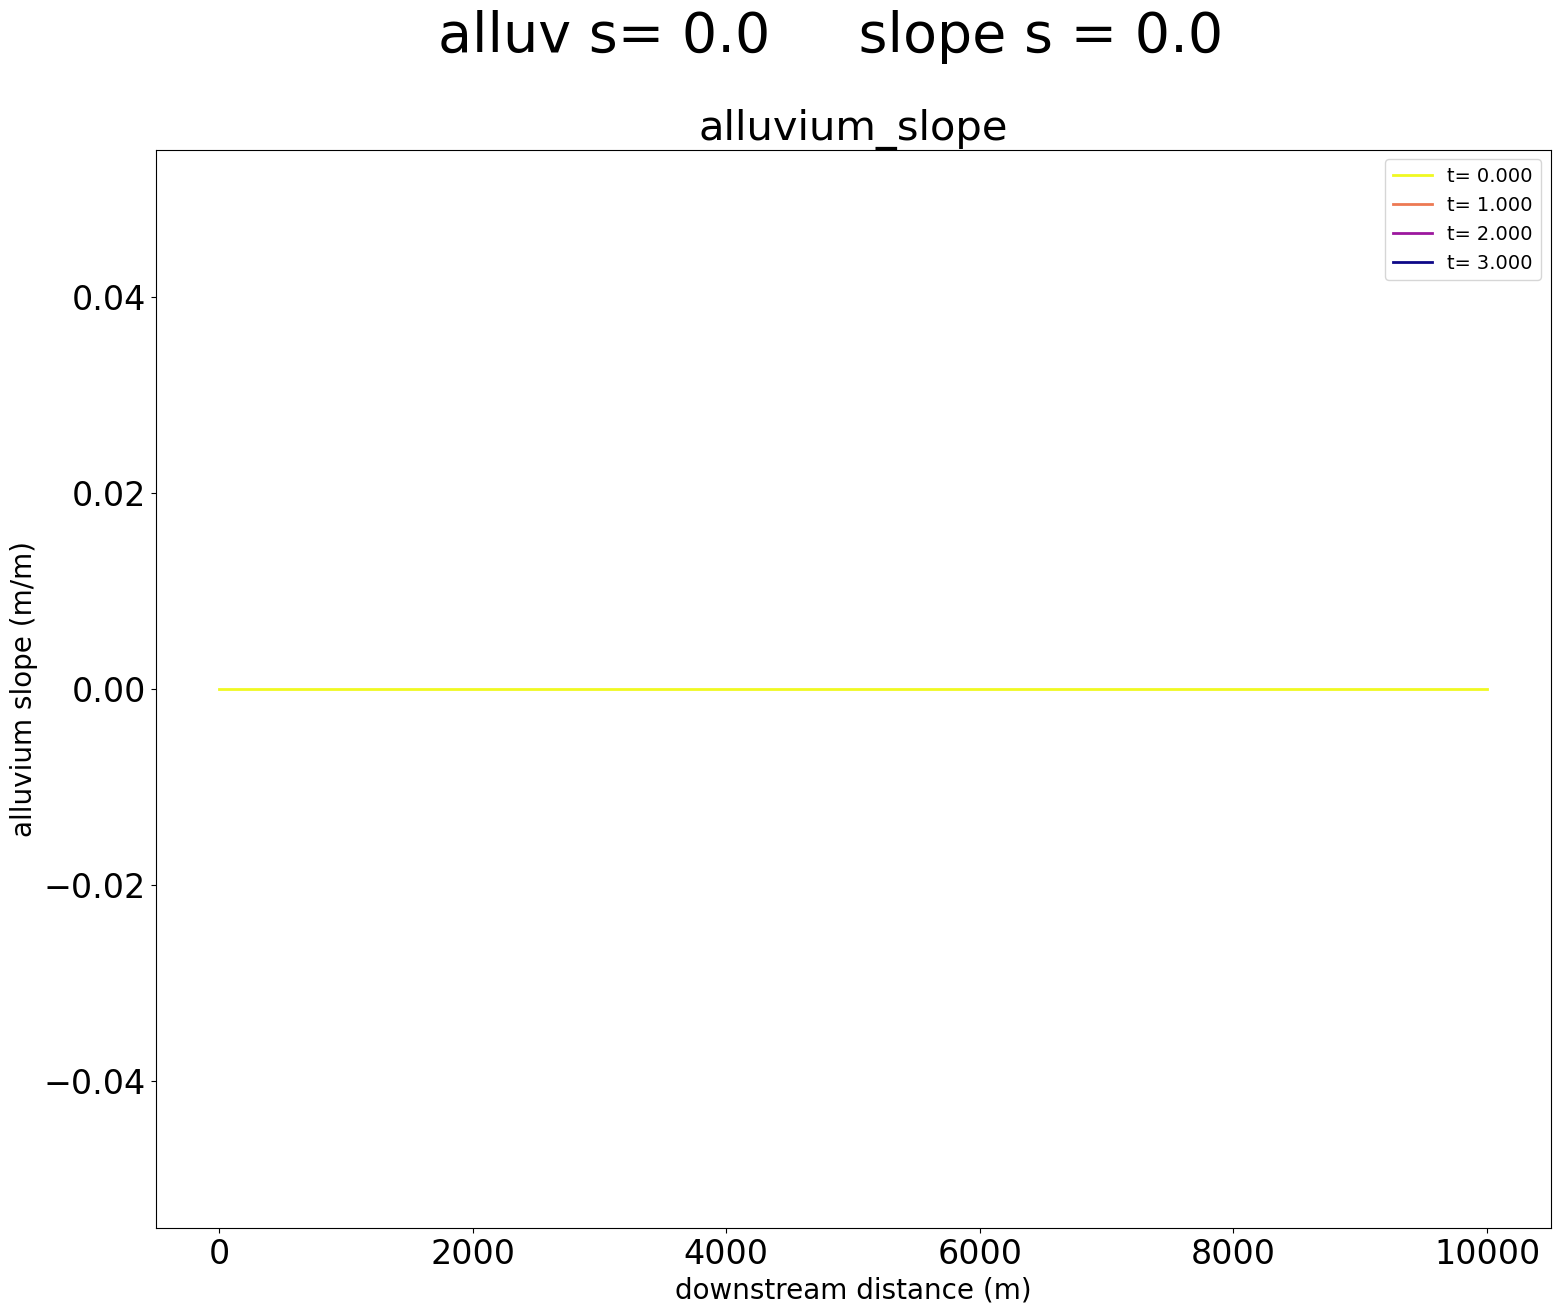 alluv s= 0.0 slope s = 0.0
alluvium_slope
t= 0.000
t= 1.000
t= 2.000
t= 3.000
alluvium slope (m/m)
0.04
0.02
0.00
−0.02
−0.04
0 2000 4000 6000 8000 10000
downstream distance (m)